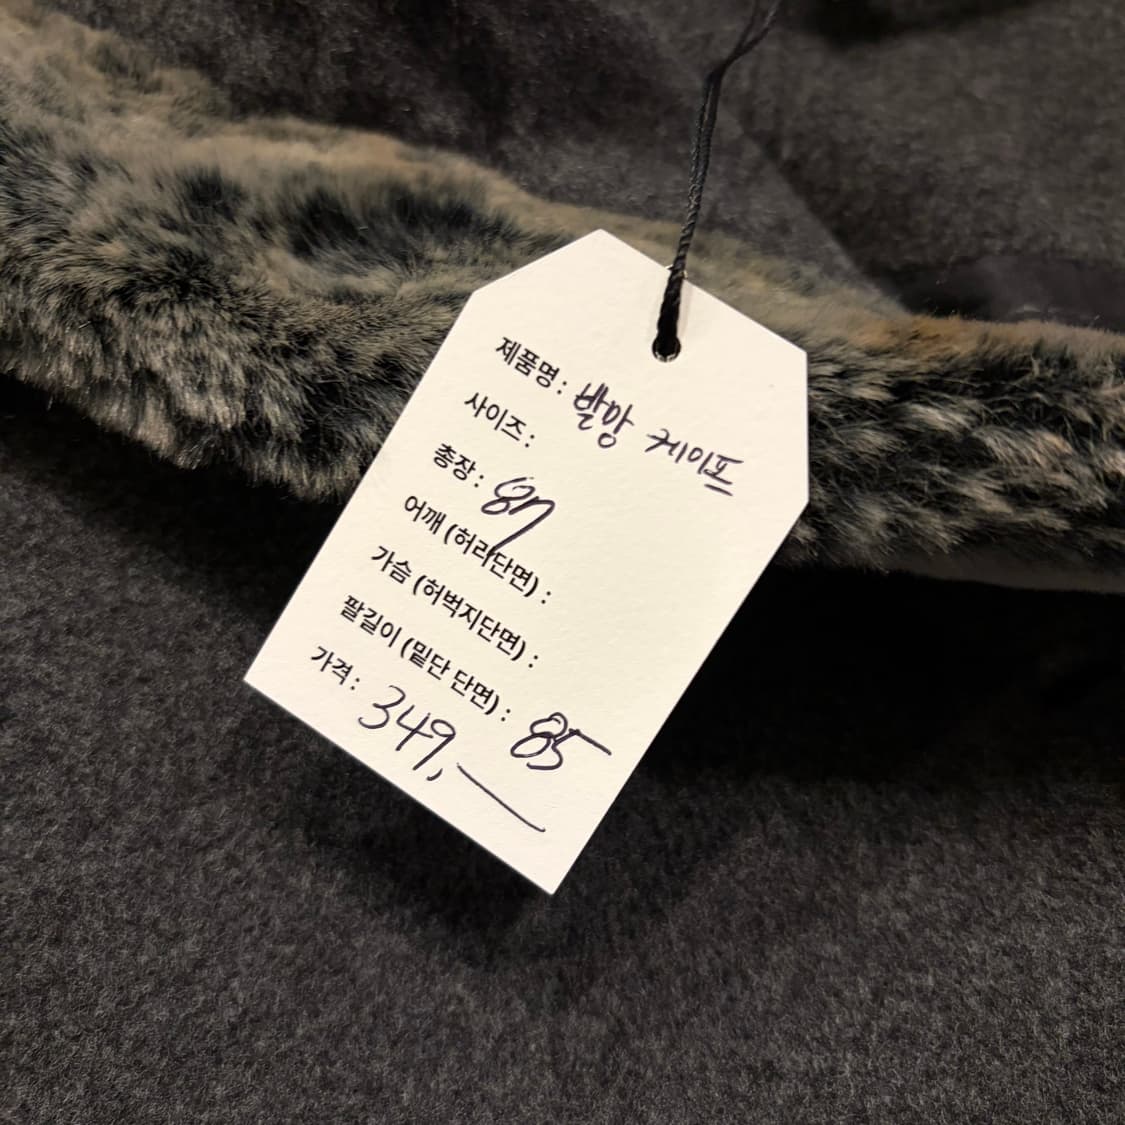 제품명 : 발망 케이프
사이즈 :
총장 : 87
어깨 (허리단면) :
가슴 (허벅지단면) :
팔길이 (밑단 단면) : 85
가격 : 349,—